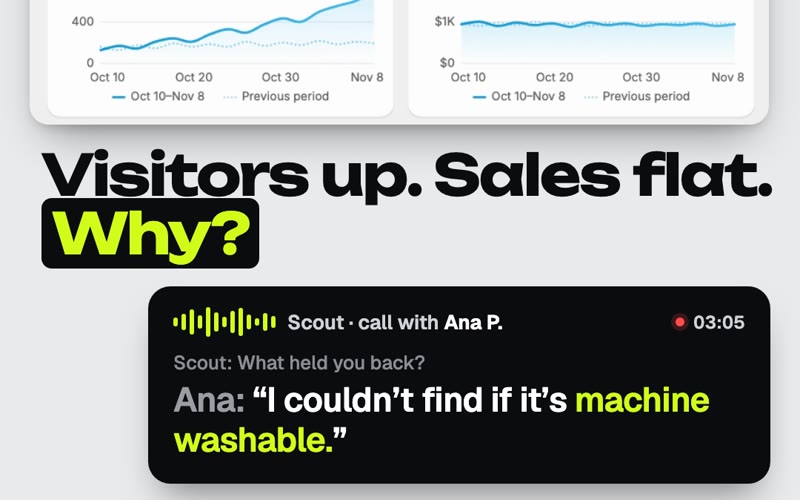 400
0
Oct 10 Oct 20 Oct 30 Nov 8
Oct 10–Nov 8 Previous period
$1K
$0
Oct 10 Oct 20 Oct 30 Nov 8
Oct 10–Nov 8 Previous period
Visitors up. Sales flat.
Why?
Scout · call with Ana P. 03:05
Scout: What held you back?
Ana: “I couldn’t find if it’s machine
washable.”